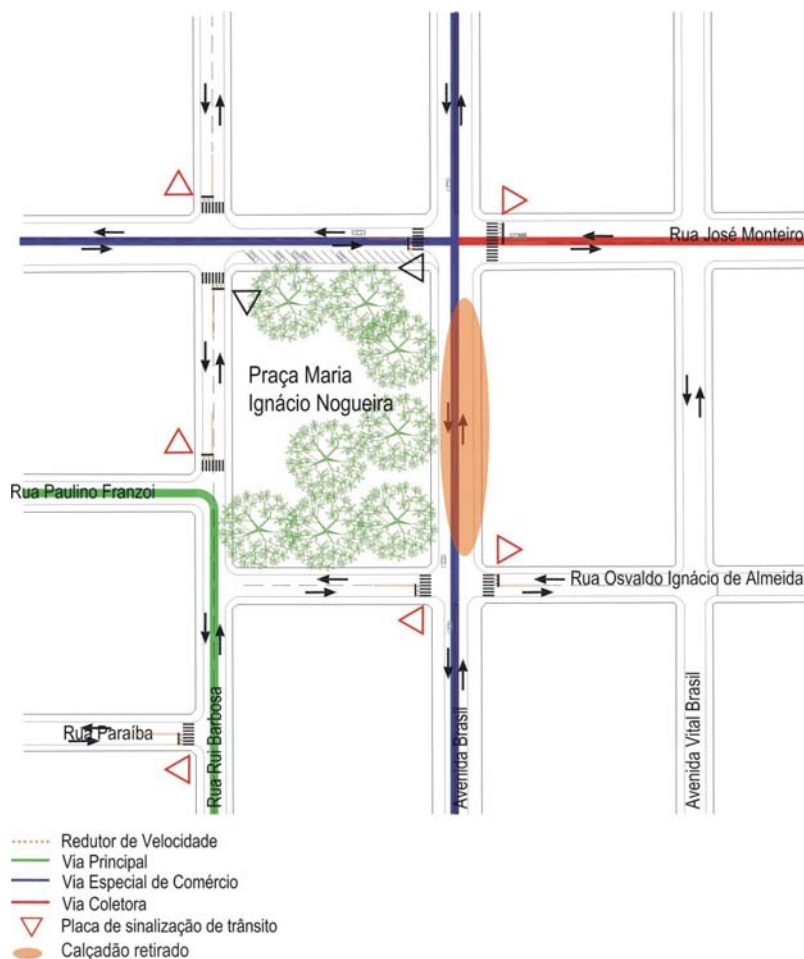 Rua José Monteiro
Praça Maria
Ignácio Nogueira
Rua Paulino Franzoi
Rua Osvaldo Ignácio de Almeida
Rua Paraíba
Rua Rui Barbosa
Avenida Brasil
Avenida Vital Brasil
Redutor de Velocidade
Via Principal
Via Especial de Comércio
Via Coletora
Placa de sinalização de trânsito
Calçadão retirado